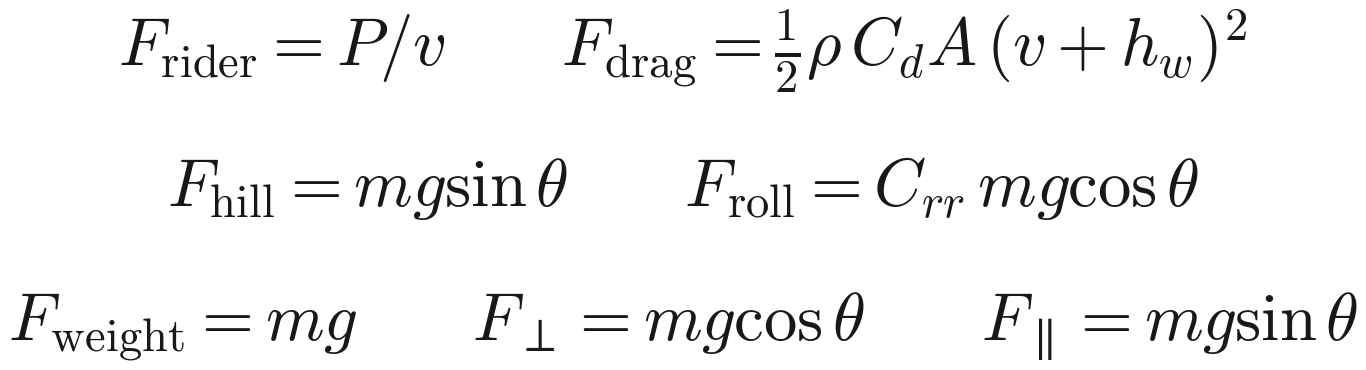 F_rider = P/v F_drag = ½ρ C_d A (v + h_w)²
F_hill = mg sin θ F_roll = C_rr mg cos θ
F_weight = mg F_⊥ = mg cos θ F_∥ = mg sin θ